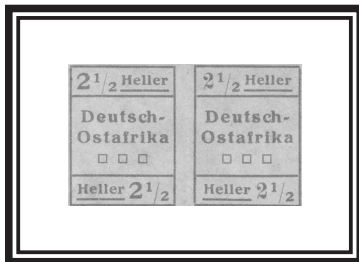 2 1/2 Heller
Deutsch-
Ostafrika
Heller 2 1/2
2 1/2 Heller
Deutsch-
Ostafrika
Heller 2 1/2